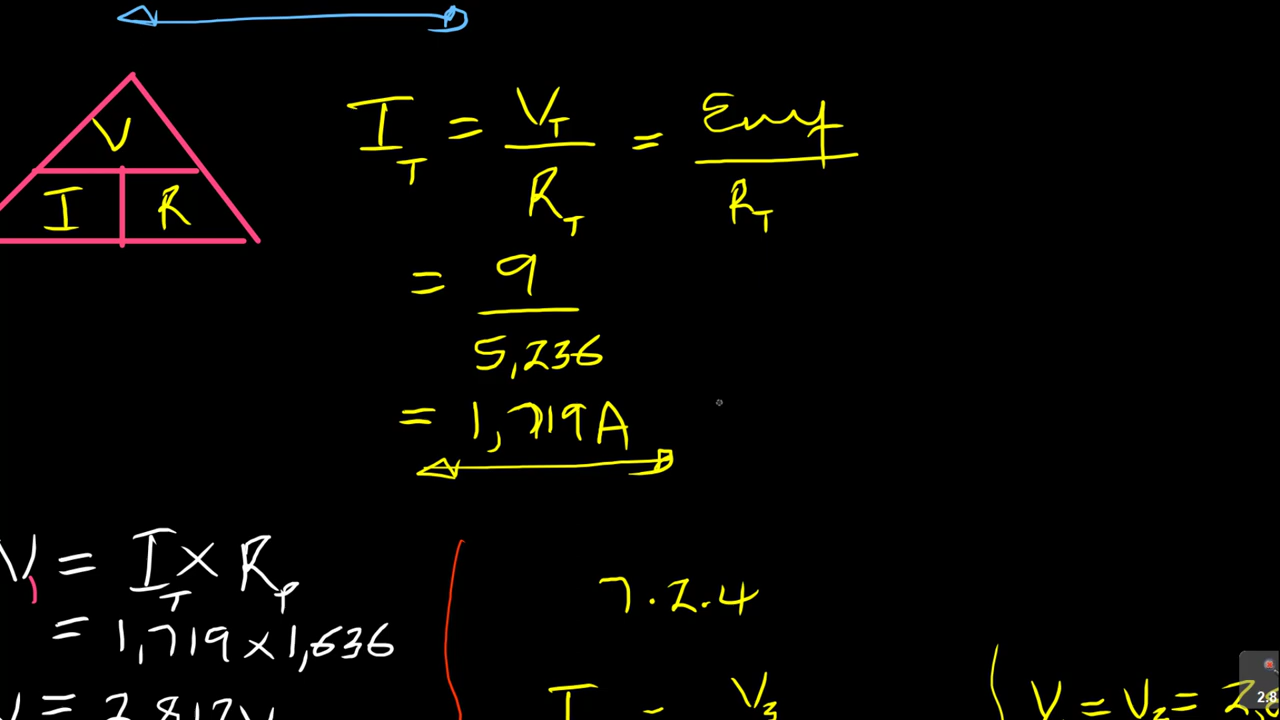 V
I R
I_T = V_T / R_T = Emf / R_T
= 9 / 5,236
= 1,719A
V_1 = I_T × R_P
= 1,719 × 1,636
7.2.4